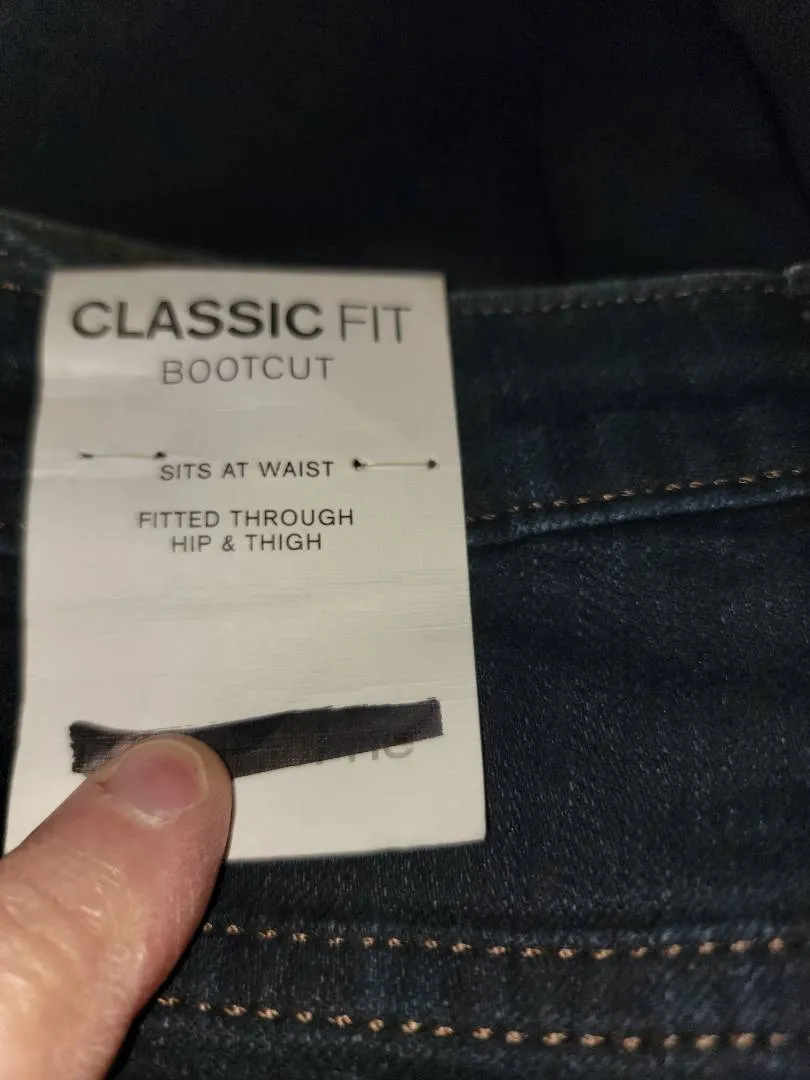 CLASSIC FIT
BOOTCUT
SITS AT WAIST
FITTED THROUGH
HIP & THIGH